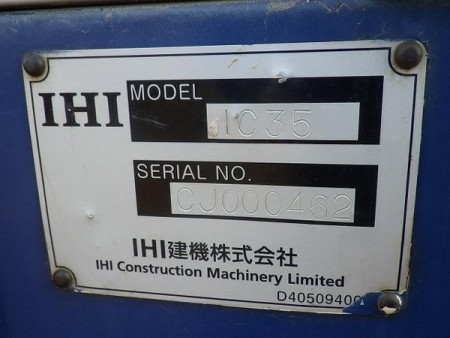 IHI
MODEL
IC35
SERIAL NO.
CJ000462
IHI建機株式会社
IHI Construction Machinery Limited
D40509400